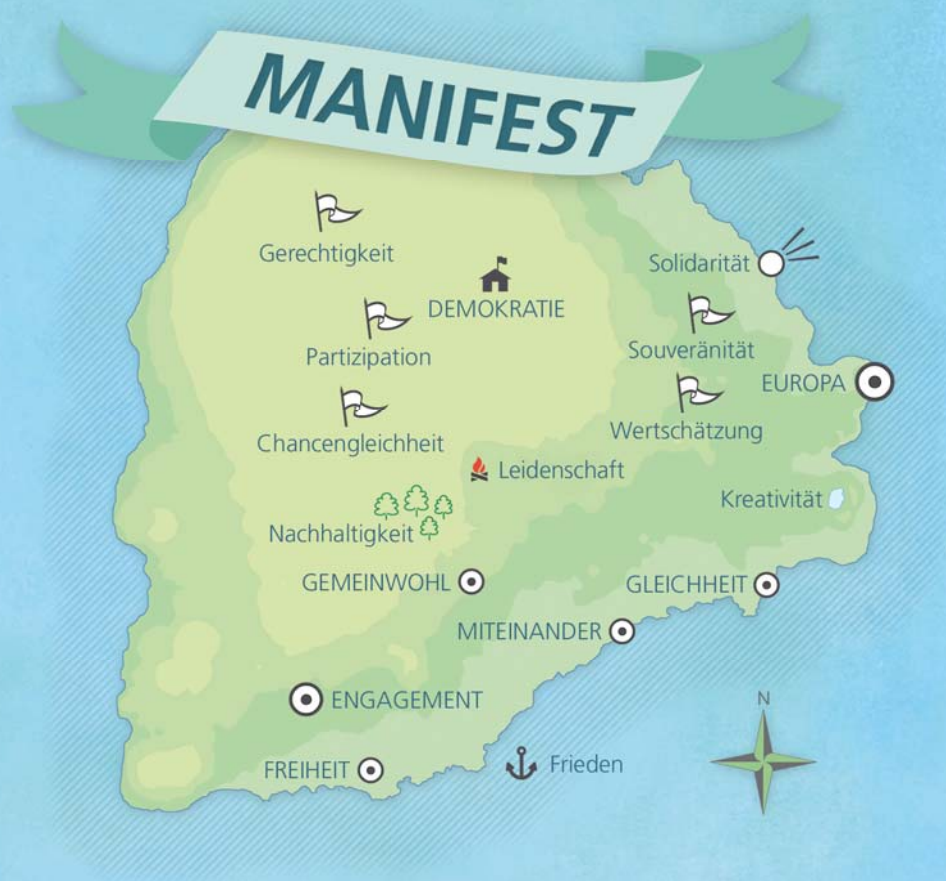 MANIFEST
Gerechtigkeit
Solidarität
DEMOKRATIE
Souveränität
Partizipation
EUROPA
Wertschätzung
Chancengleichheit
Leidenschaft
Kreativität
Nachhaltigkeit
GEMEINWOHL
GLEICHHEIT
MITEINANDER
ENGAGEMENT
N
FREIHEIT
Frieden